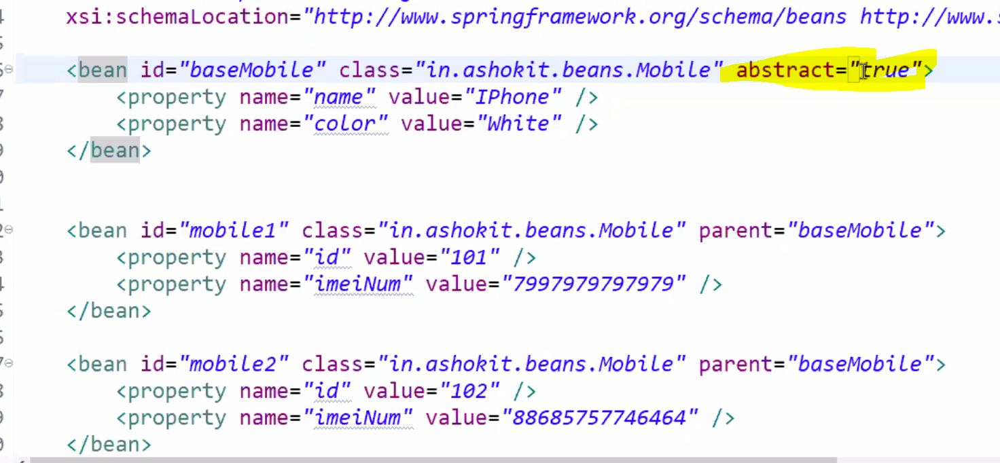 xsi:schemaLocation="http://www.springframework.org/schema/beans http://www.
<bean id="baseMobile" class="in.ashokit.beans.Mobile" abstract="true">
<property name="name" value="IPhone" />
<property name="color" value="White" />
</bean>
<bean id="mobile1" class="in.ashokit.beans.Mobile" parent="baseMobile">
<property name="id" value="101" />
<property name="imeiNum" value="7997979797979" />
</bean>
<bean id="mobile2" class="in.ashokit.beans.Mobile" parent="baseMobile">
<property name="id" value="102" />
<property name="imeiNum" value="88685757746464" />
</bean>